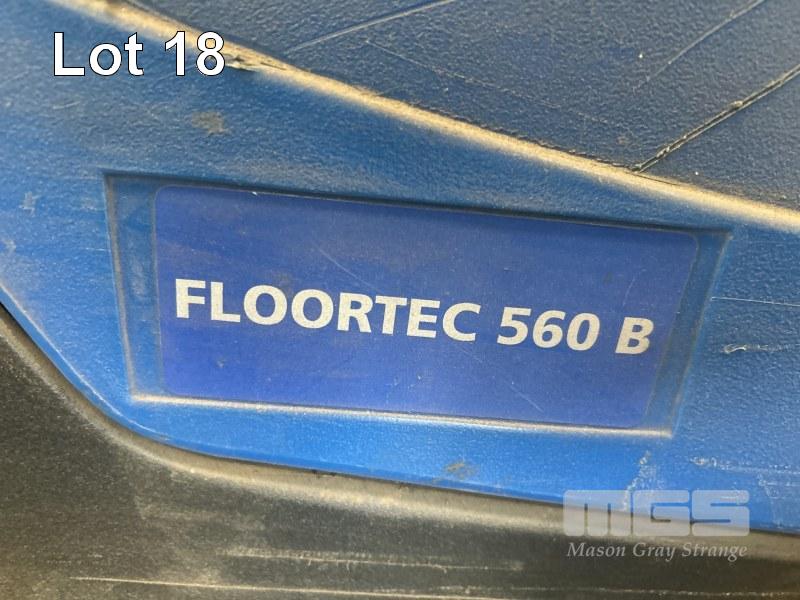 Lot 18
FLOORTEC 560 B
MGS
Mason Gray Strange